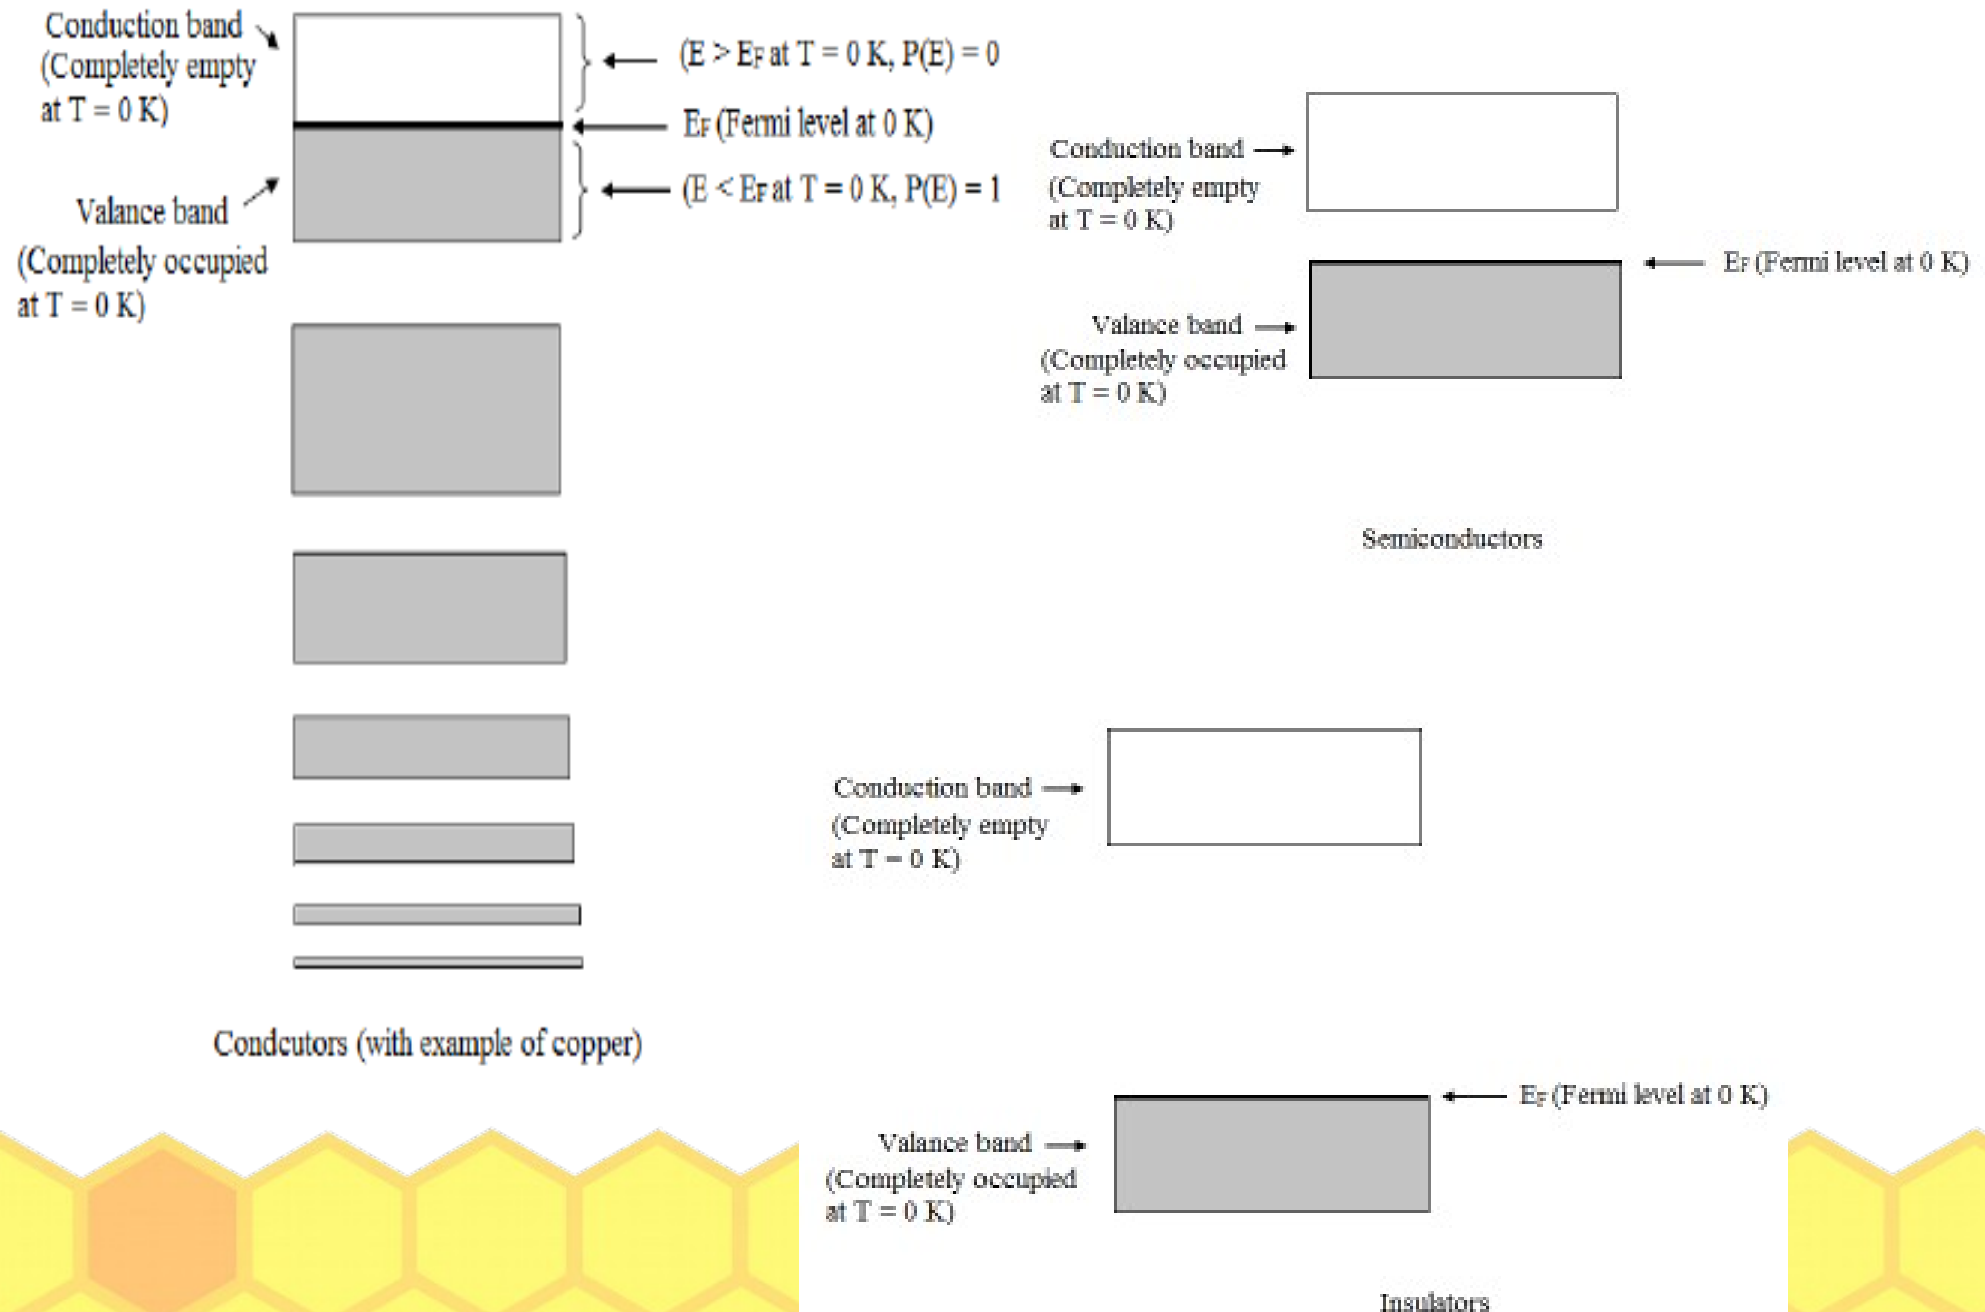 Conduction band
(Completely empty
at T = 0 K)
(E > EF at T = 0 K, P(E) = 0
EF (Fermi level at 0 K)
(E < EF at T = 0 K, P(E) = 1
Valance band
(Completely occupied
at T = 0 K)
Condcutors (with example of copper)
Conduction band
(Completely empty
at T = 0 K)
EF (Fermi level at 0 K)
Valance band
(Completely occupied
at T = 0 K)
Semiconductors
Conduction band
(Completely empty
at T = 0 K)
EF (Fermi level at 0 K)
Valance band
(Completely occupied
at T = 0 K)
Insulators